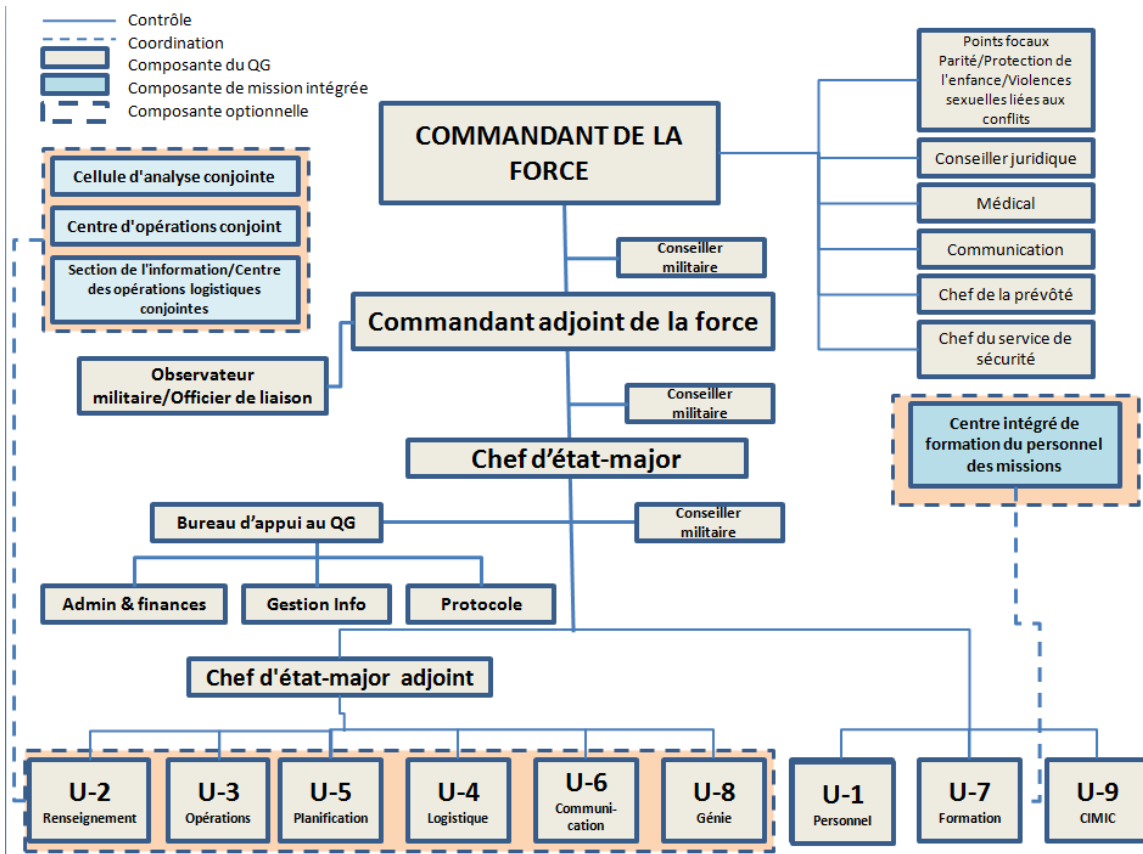 Contrôle
Coordination
Composante du QG
Composante de mission intégrée
Composante optionnelle
Cellule d'analyse conjointe
Centre d'opérations conjoint
Section de l'information/Centre
des opérations logistiques
conjointes
COMMANDANT DE LA
FORCE
Points focaux
Parité/Protection de
l'enfance/Violences
sexuelles liées aux
conflits
Conseiller juridique
Médical
Communication
Chef de la prévôté
Chef du service de
sécurité
Conseiller
militaire
Commandant adjoint de la force
Observateur
militaire/Officier de liaison
Conseiller
militaire
Chef d’état-major
Centre intégré de
formation du personnel
des missions
Bureau d’appui au QG
Conseiller
militaire
Admin & finances
Gestion Info
Protocole
Chef d'état-major adjoint
U-2
Renseignement
U-3
Opérations
U-5
Planification
U-4
Logistique
U-6
Communi-
cation
U-8
Génie
U-1
Personnel
U-7
Formation
U-9
CIMIC